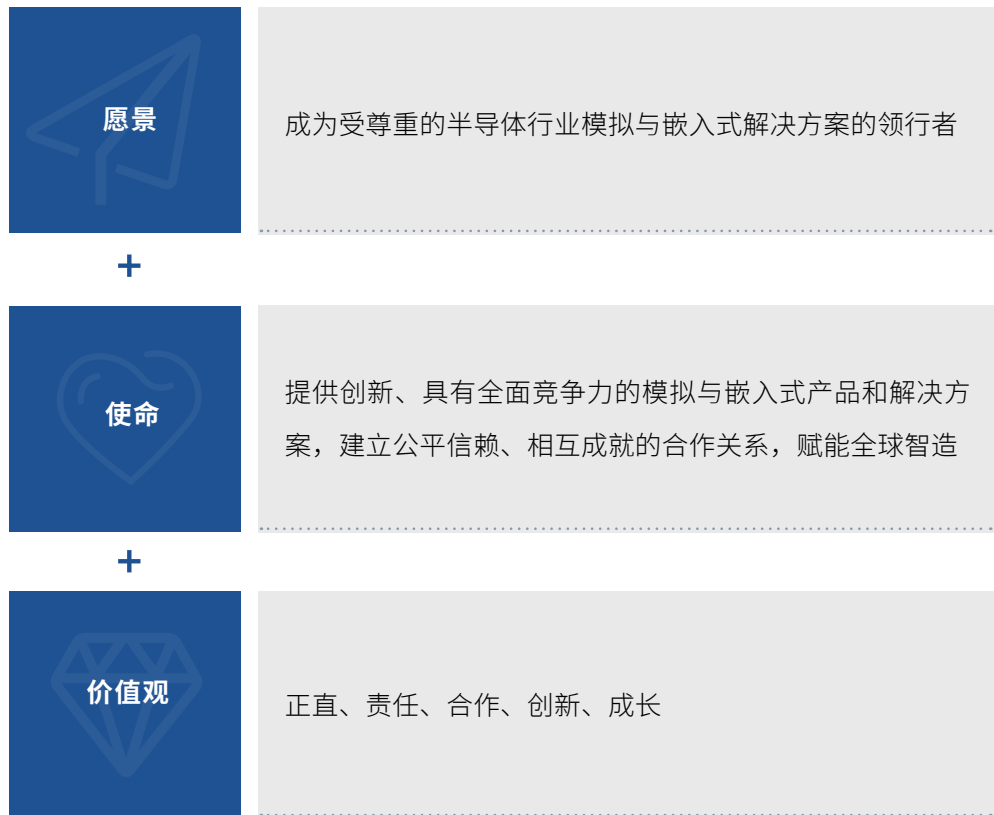 愿景
成为受尊重的半导体行业模拟与嵌入式解决方案的领行者
+
使命
提供创新、具有全面竞争力的模拟与嵌入式产品和解决方
案，建立公平信赖、相互成就的合作关系，赋能全球智造
+
价值观
正直、责任、合作、创新、成长